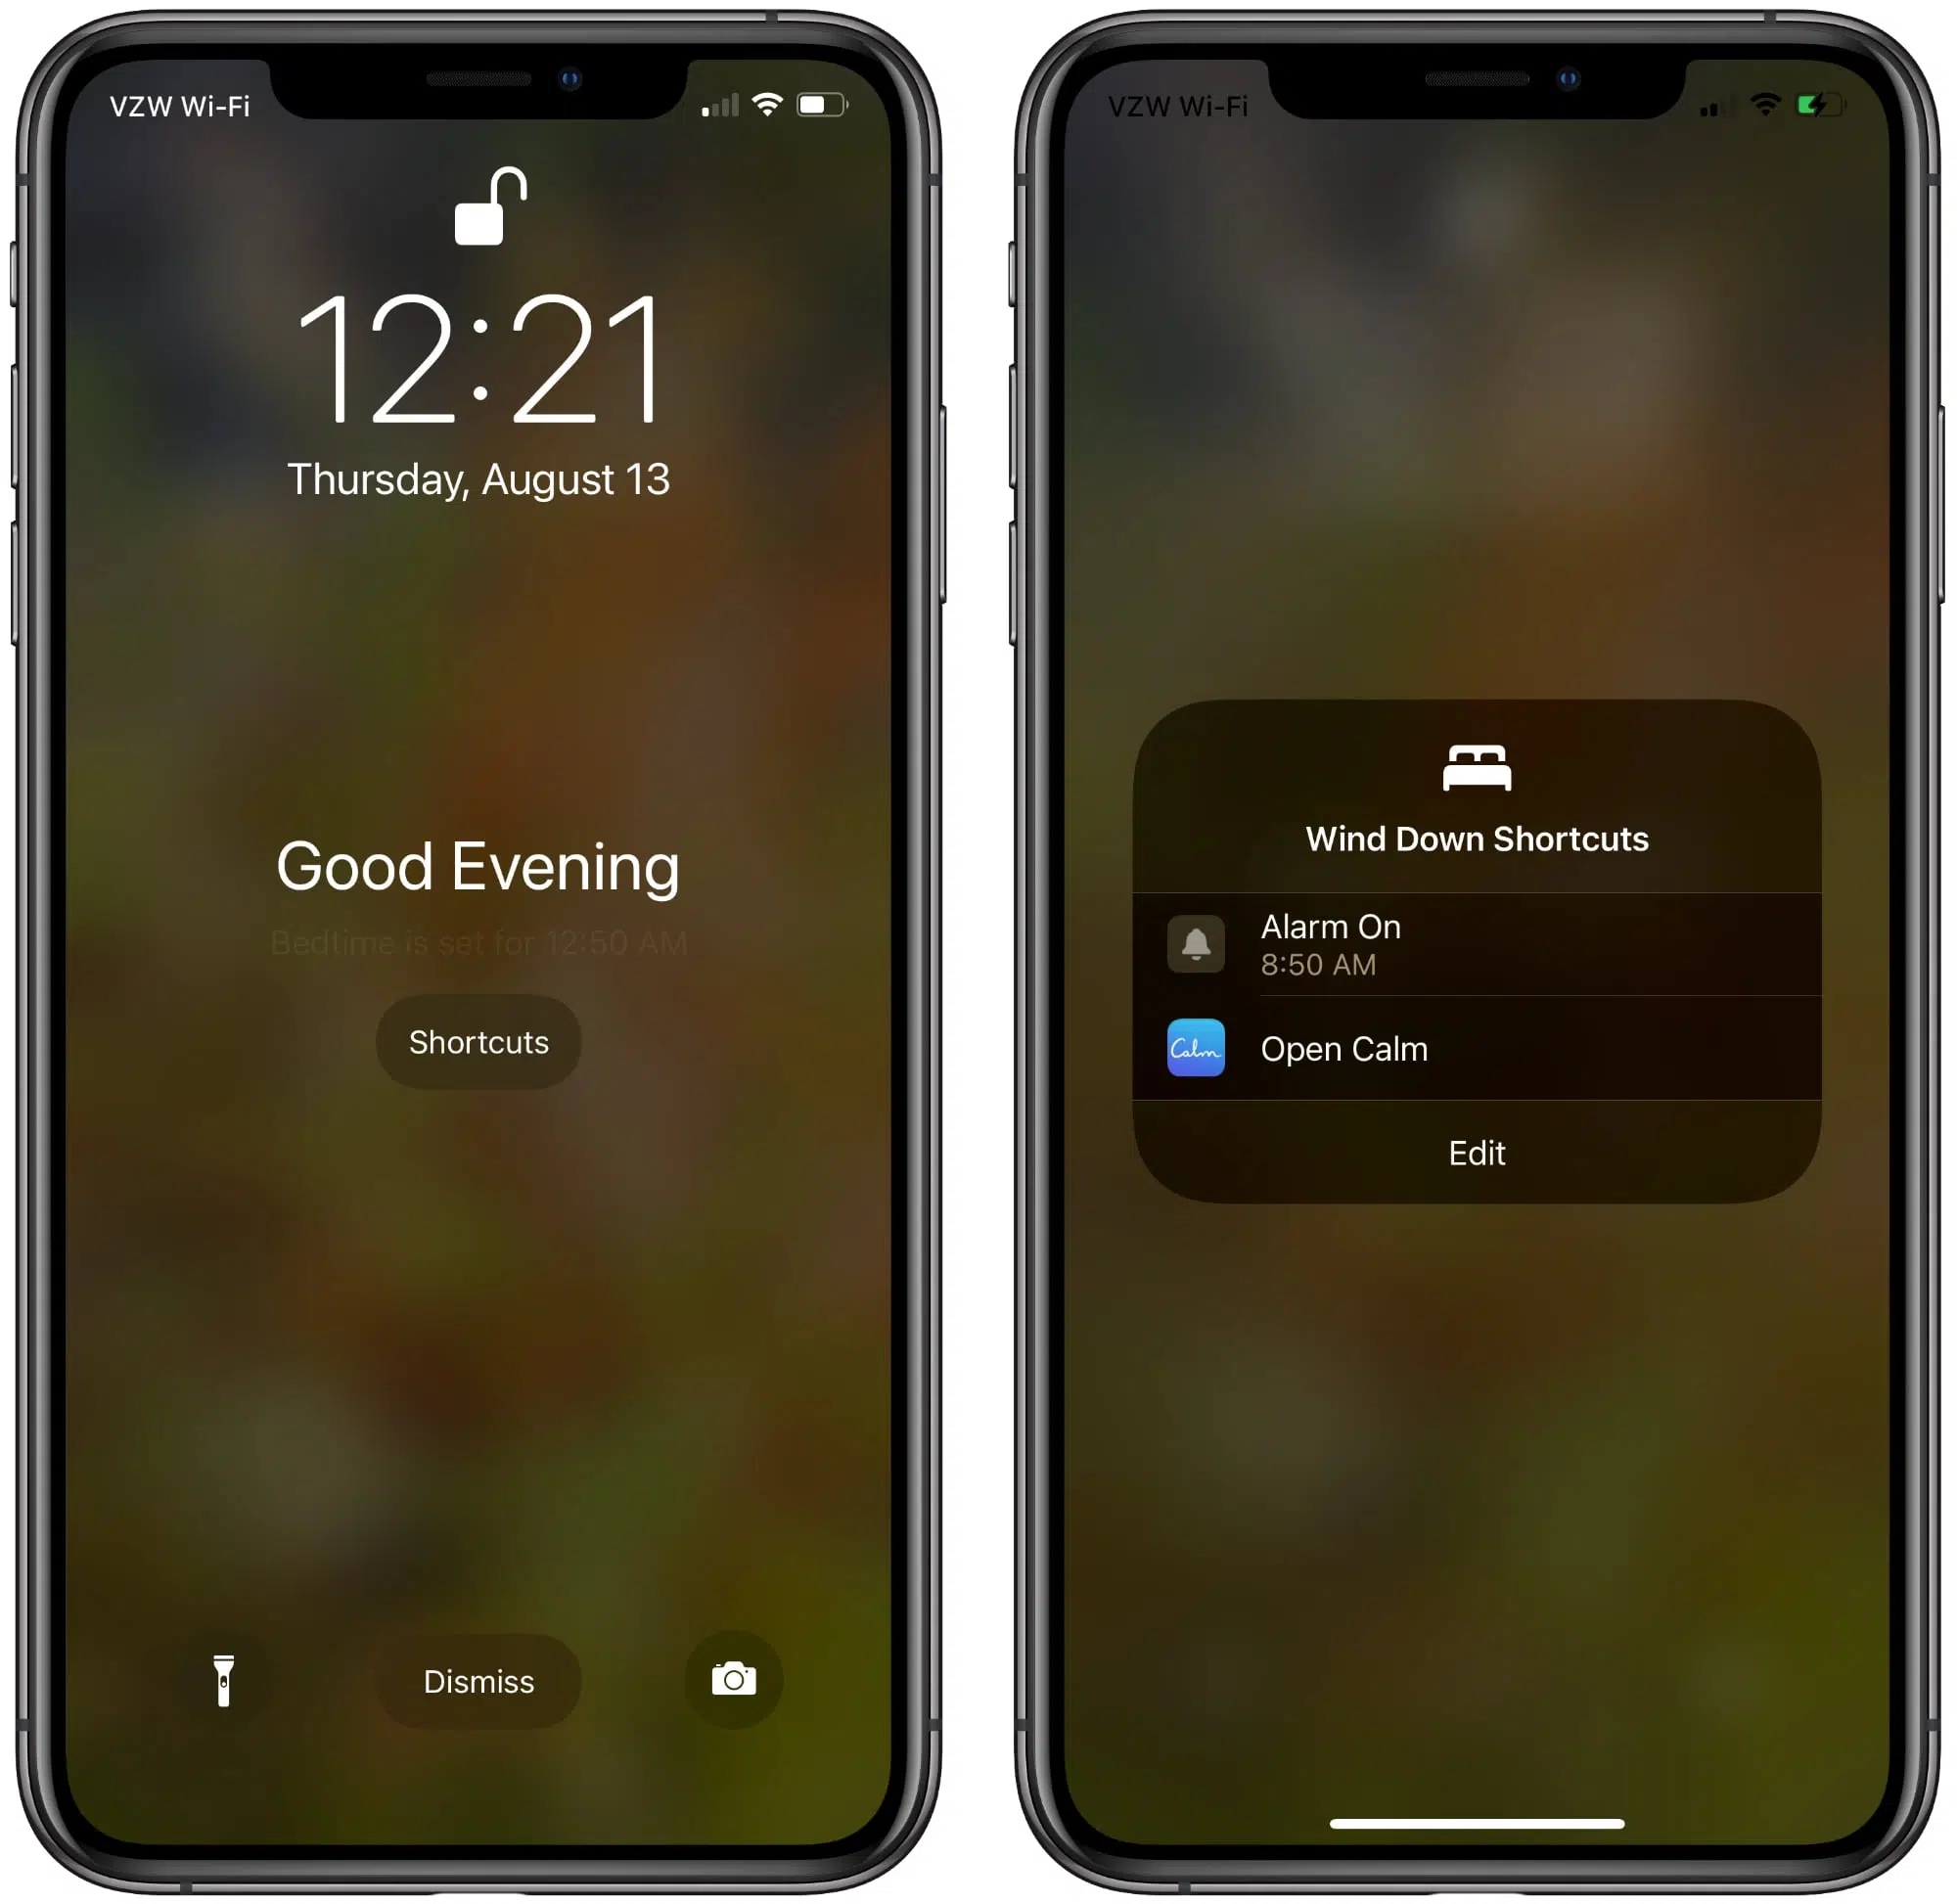 VZW Wi-Fi
12:21
Thursday, August 13
Good Evening
Bedtime is set for 12:50 AM
Shortcuts
Dismiss
VZW Wi-Fi
Wind Down Shortcuts
Alarm On
8:50 AM
Calm
Open Calm
Edit